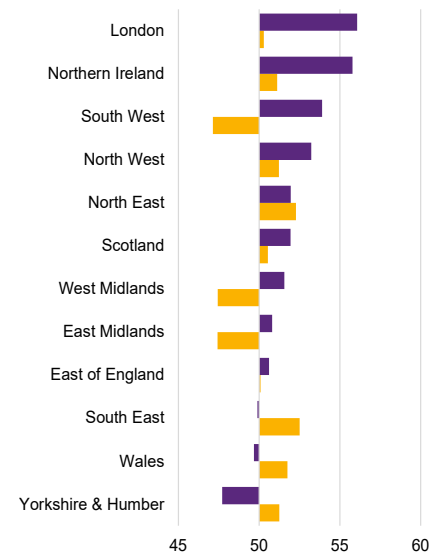 London
Northern Ireland
South West
North West
North East
Scotland
West Midlands
East Midlands
East of England
South East
Wales
Yorkshire & Humber
45 50 55 60